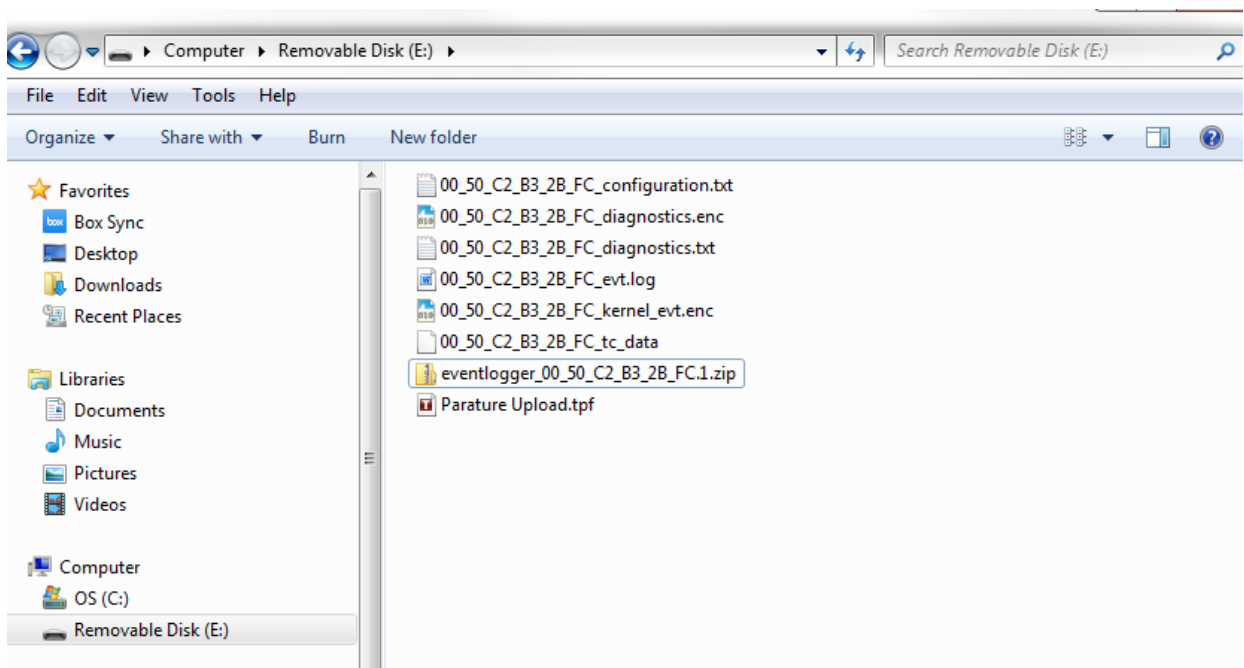 Computer Removable Disk (E:)
Search Removable Disk (E:)
File Edit View Tools Help
Organize Share with Burn New folder
Favorites
box Box Sync
Desktop
Downloads
Recent Places
Libraries
Documents
Music
Pictures
Videos
Computer
OS (C:)
Removable Disk (E:)
00_50_C2_B3_2B_FC_configuration.txt
00_50_C2_B3_2B_FC_diagnostics.enc
00_50_C2_B3_2B_FC_diagnostics.txt
00_50_C2_B3_2B_FC_evt.log
00_50_C2_B3_2B_FC_kernel_evt.enc
00_50_C2_B3_2B_FC_tc_data
eventlogger_00_50_C2_B3_2B_FC.1.zip
Parature Upload.tpf